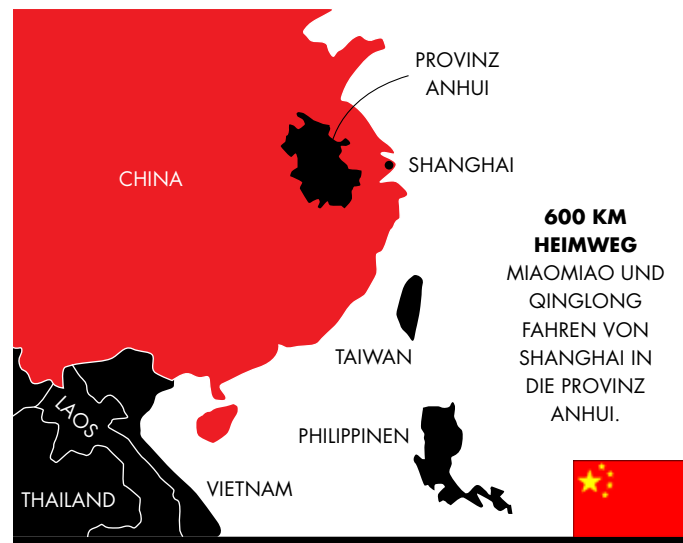 PROVINZ
ANHUI
CHINA
SHANGHAI
600 KM
HEIMWEG
MIAOMIAO UND
QINGLONG
FAHREN VON
SHANGHAI IN
DIE PROVINZ
ANHUI.
TAIWAN
LAOS
PHILIPPINEN
THAILAND
VIETNAM